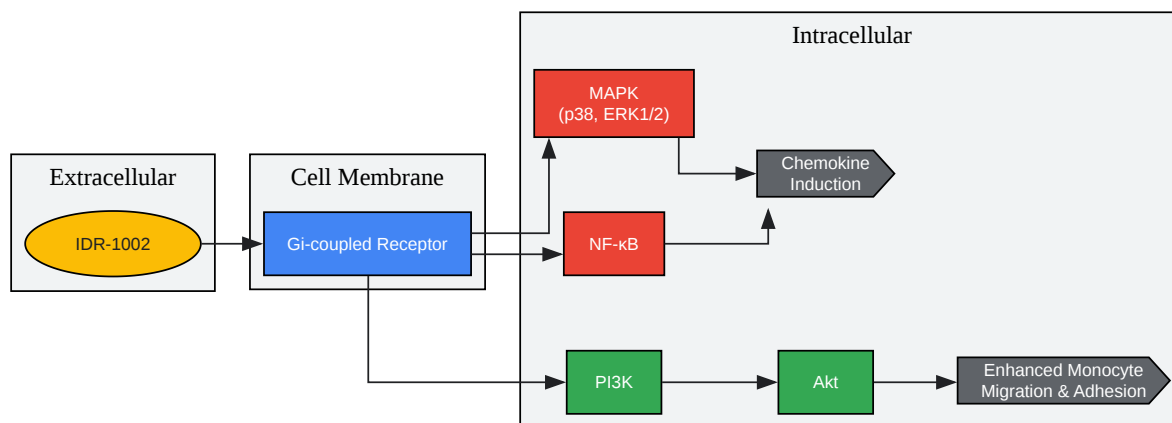 Intracellular
MAPK
(p38, ERK1/2)
Extracellular
Cell Membrane
Chemokine
Induction
IDR-1002
Gi-coupled Receptor
NF-κB
PI3K
Akt
Enhanced Monocyte
Migration & Adhesion